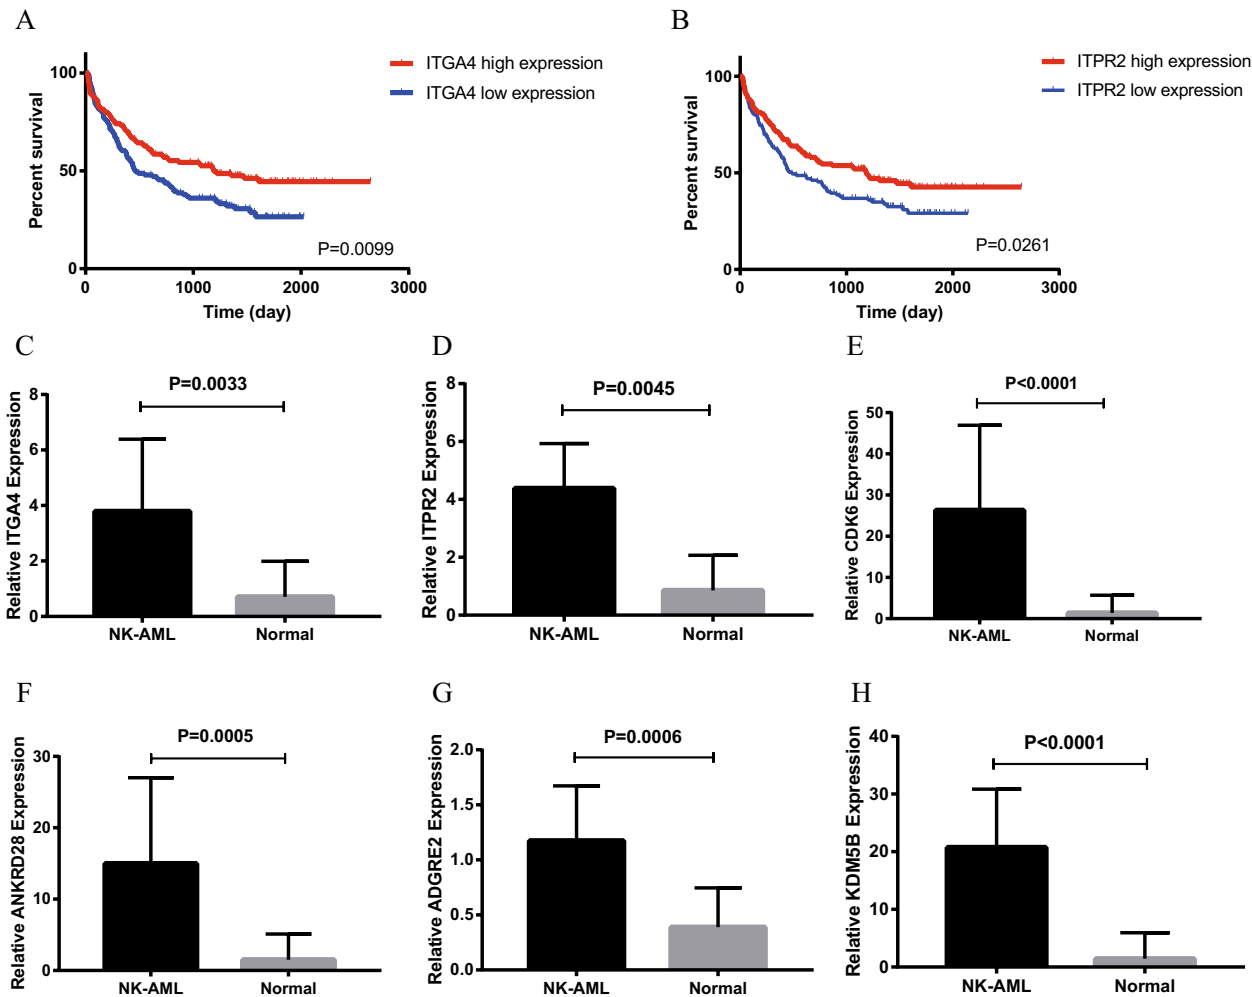 A
ITGA4 high expression
ITGA4 low expression
Percent survival
100
50
0
P=0.0099
0 1000 2000 3000
Time (day)
B
ITPR2 high expression
ITPR2 low expression
Percent survival
100
50
0
P=0.0261
0 1000 2000 3000
Time (day)
C
P=0.0033
Relative ITGA4 Expression
8
6
4
2
0
NK-AML Normal
D
P=0.0045
Relative ITPR2 Expression
8
6
4
2
0
NK-AML Normal
E
P<0.0001
Relative CDK6 Expression
50
40
30
20
10
0
NK-AML Normal
F
P=0.0005
Relative ANKRD28 Expression
30
20
10
0
NK-AML Normal
G
P=0.0006
Relative ADGRE2 Expression
2.0
1.5
1.0
0.5
0.0
NK-AML Normal
H
P<0.0001
Relative KDM5B Expression
40
30
20
10
0
NK-AML Normal